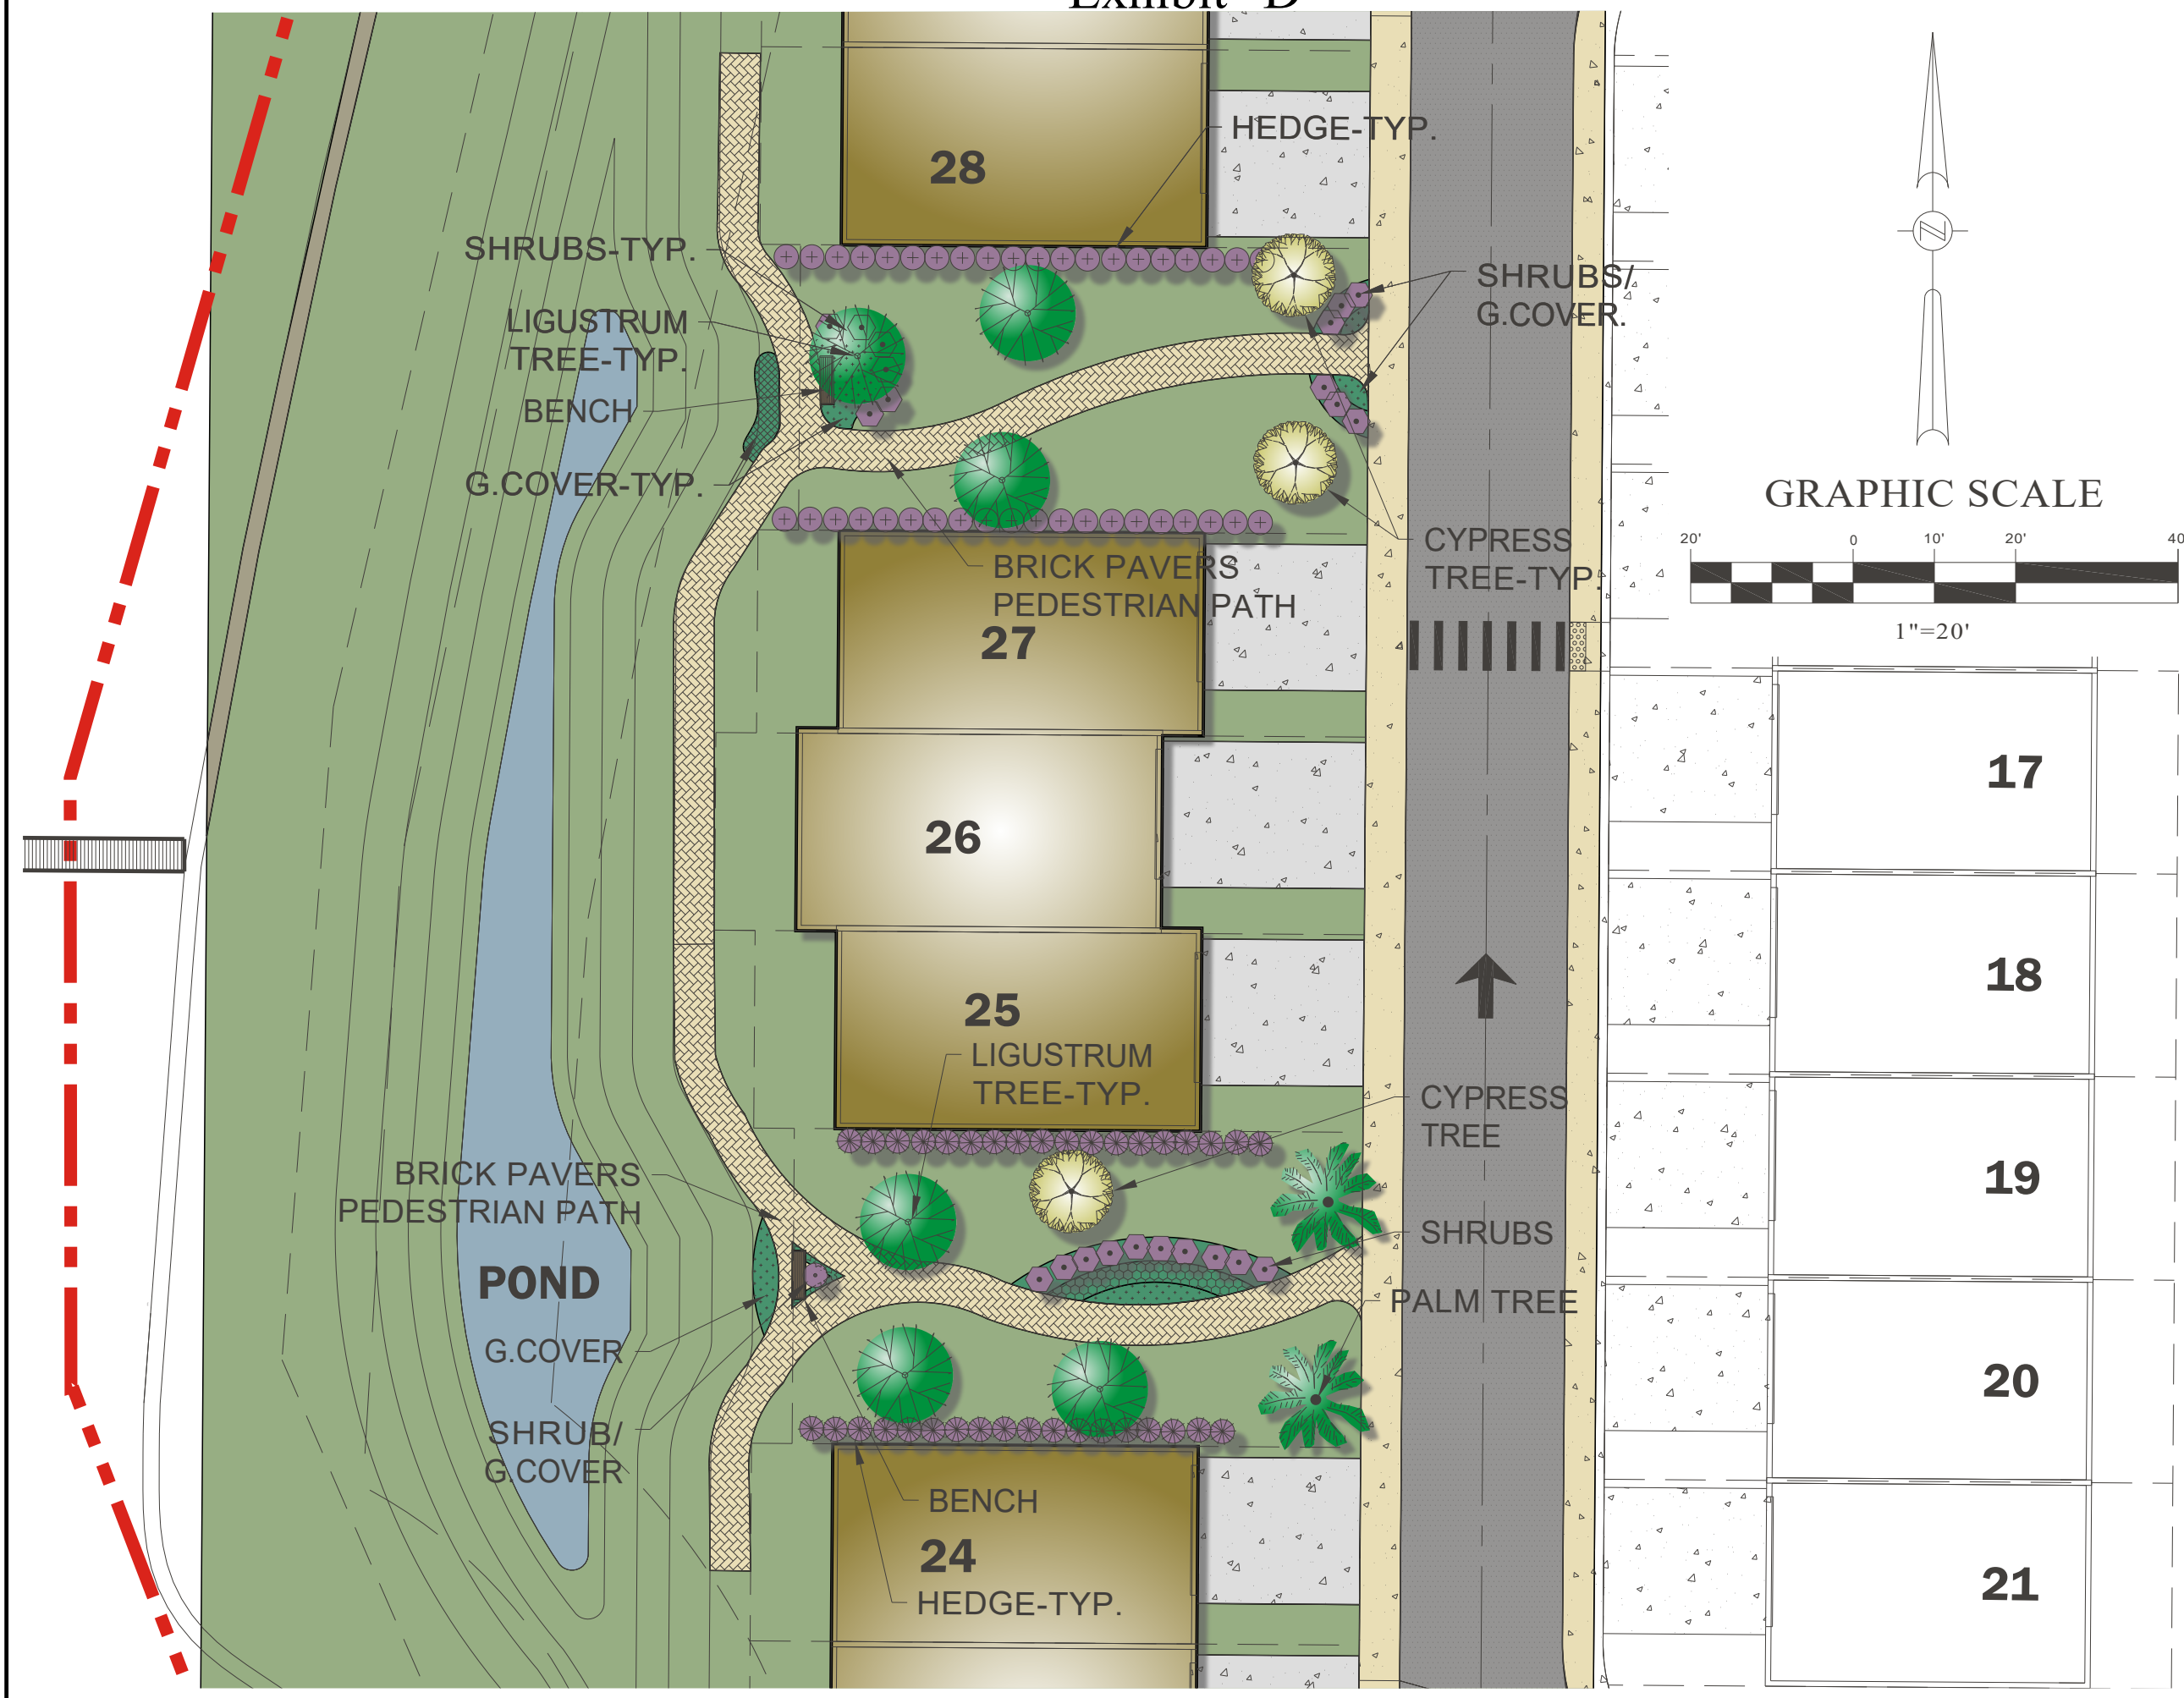 Exhibit "D"
28
HEDGE-TYP.
SHRUBS-TYP.
SHRUBS/
G.COVER.
LIGUSTRUM
TREE-TYP.
BENCH
G.COVER-TYP.
GRAPHIC SCALE
20' 0 10' 20' 40
1"=20'
CYPRESS
TREE-TYP.
BRICK PAVERS
PEDESTRIAN PATH
27
17
26
18
25
LIGUSTRUM
TREE-TYP.
CYPRESS
TREE
19
BRICK PAVERS
PEDESTRIAN PATH
SHRUBS
POND
PALM TREE
G.COVER
20
SHRUB/
G.COVER
BENCH
24
HEDGE-TYP.
21
N